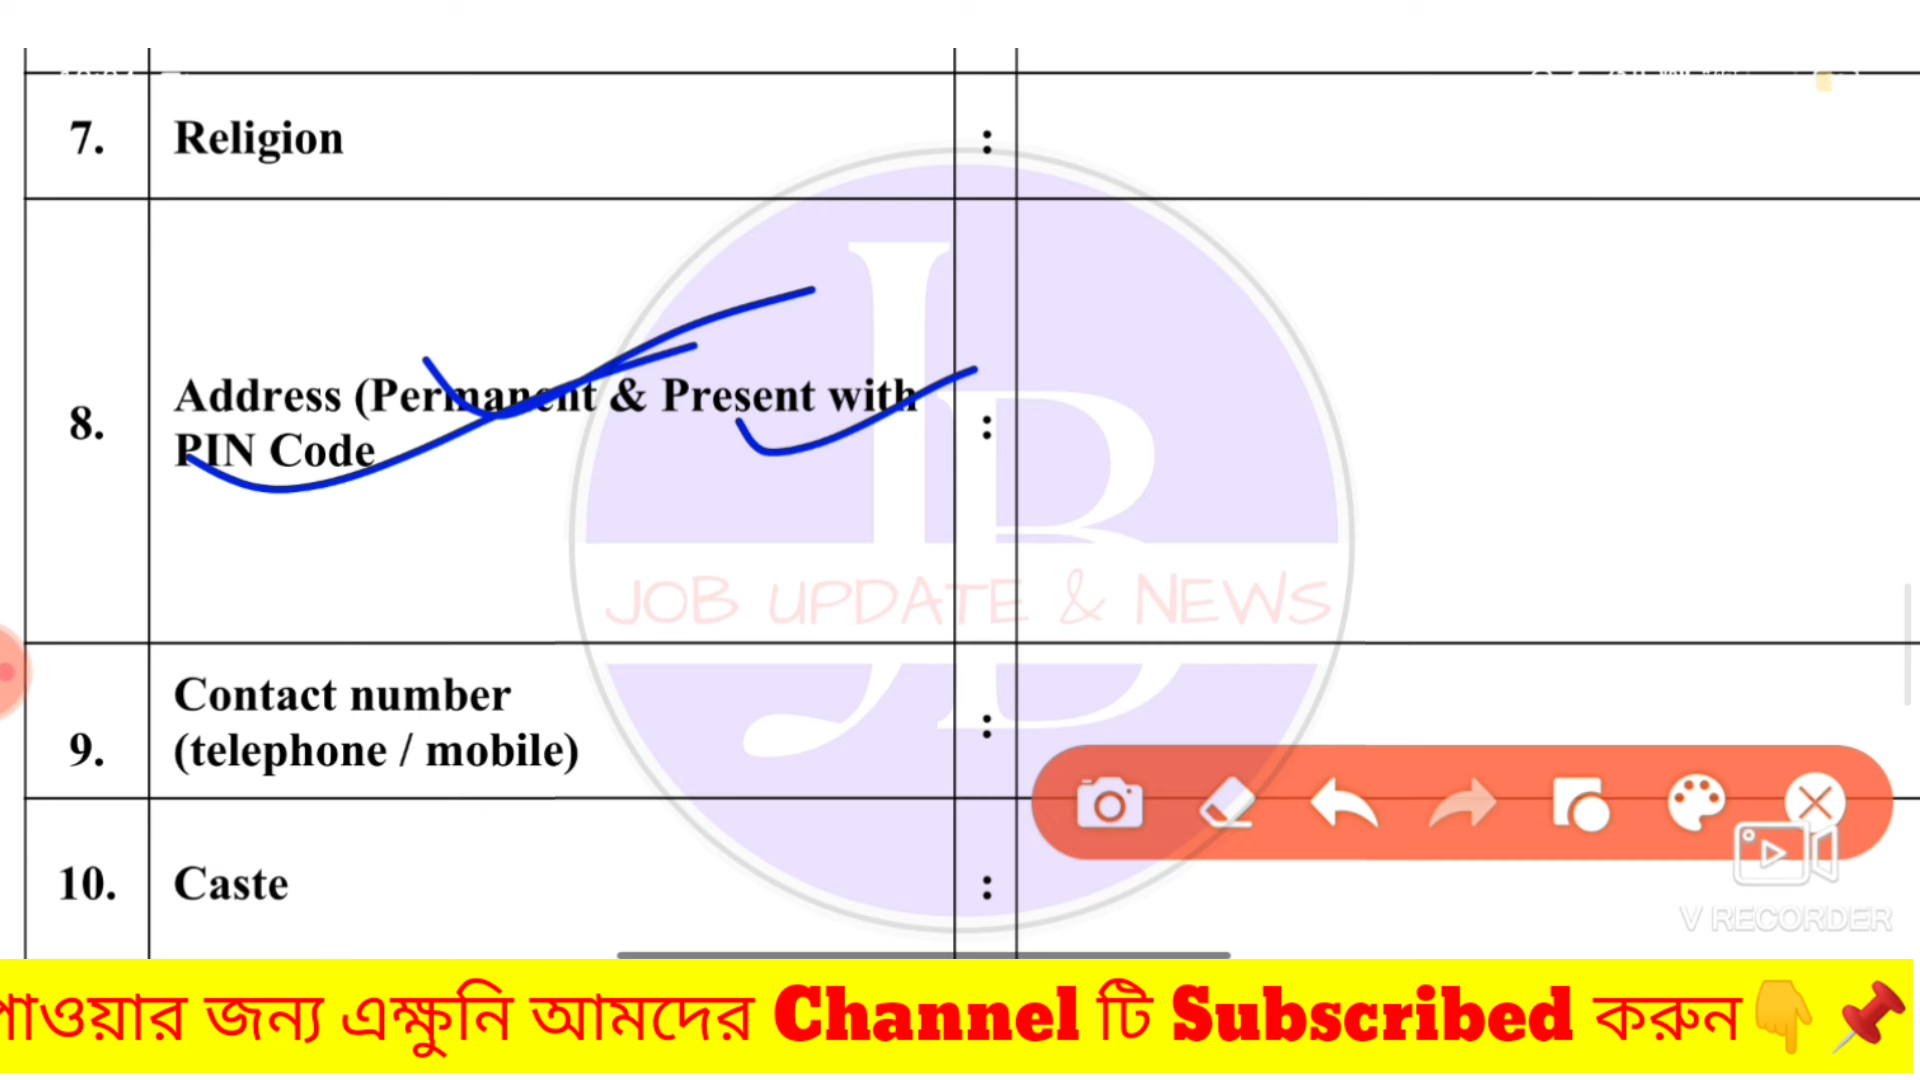 7. Religion :
8. Address (Permanent & Present with
PIN Code :
JB
JOB UPDATE & NEWS
Contact number
9. (telephone / mobile) :
10. Caste :
V RECORDER
পাওয়ার জন্য এক্ষুনি আমদের Channel টি Subscribed করুন👇📌